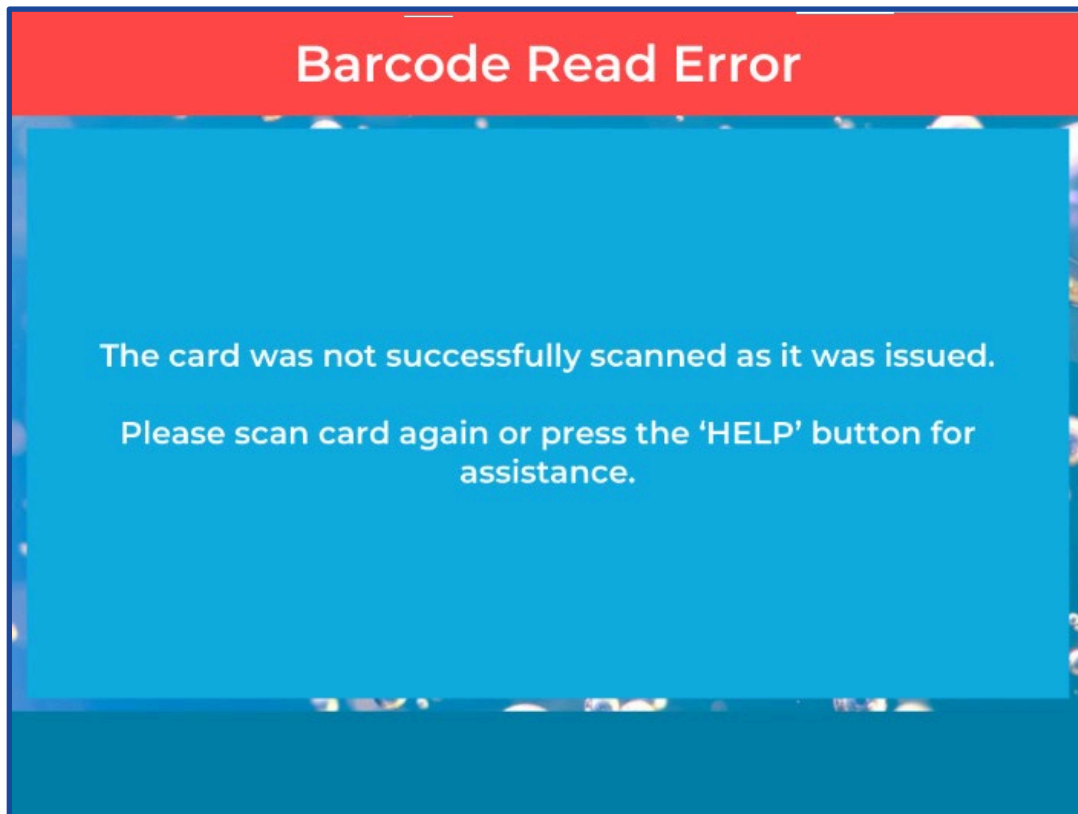 Barcode Read Error
The card was not successfully scanned as it was issued.
Please scan card again or press the ‘HELP’ button for
assistance.